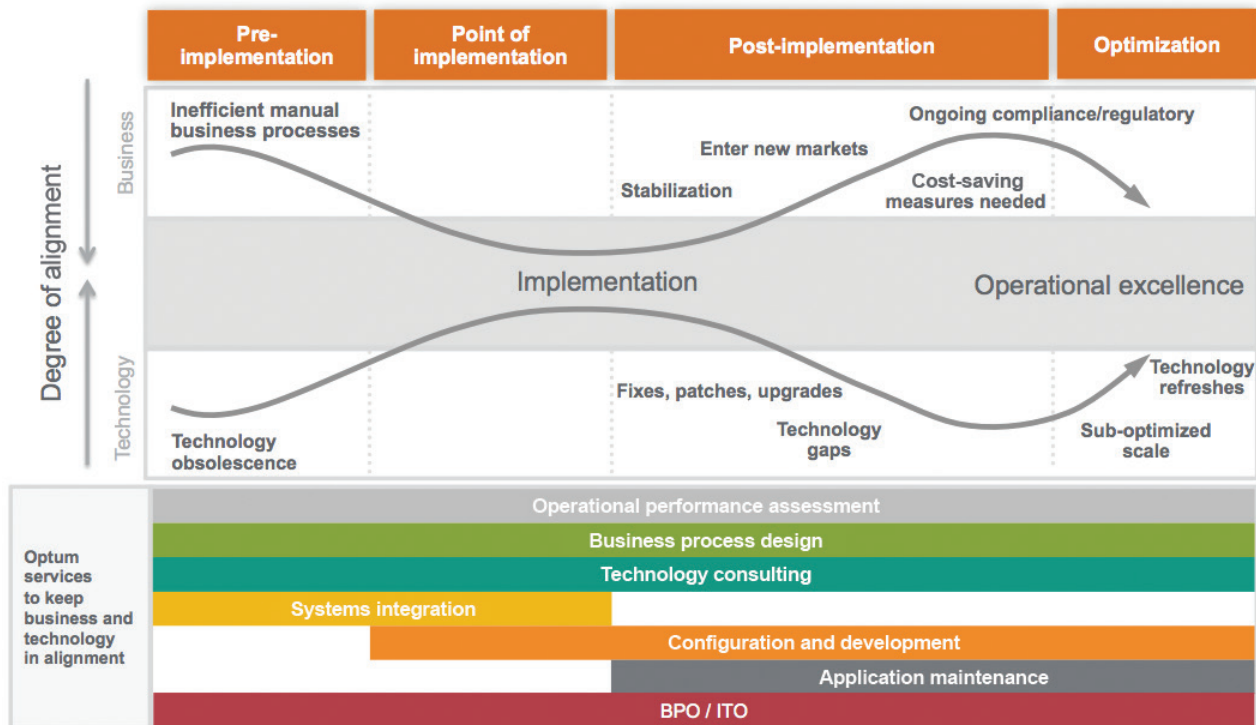 Pre-
implementation
Point of
implementation
Post-implementation
Optimization
Degree of alignment
Business
Technology
Inefficient manual
business processes
Ongoing compliance/regulatory
Enter new markets
Stabilization
Cost-saving
measures needed
Implementation
Operational excellence
Technology
refreshes
Fixes, patches, upgrades
Technology
gaps
Sub-optimized
scale
Technology
obsolescence
Optum
services
to keep
business and
technology
in alignment
Operational performance assessment
Business process design
Technology consulting
Systems integration
Configuration and development
Application maintenance
BPO / ITO